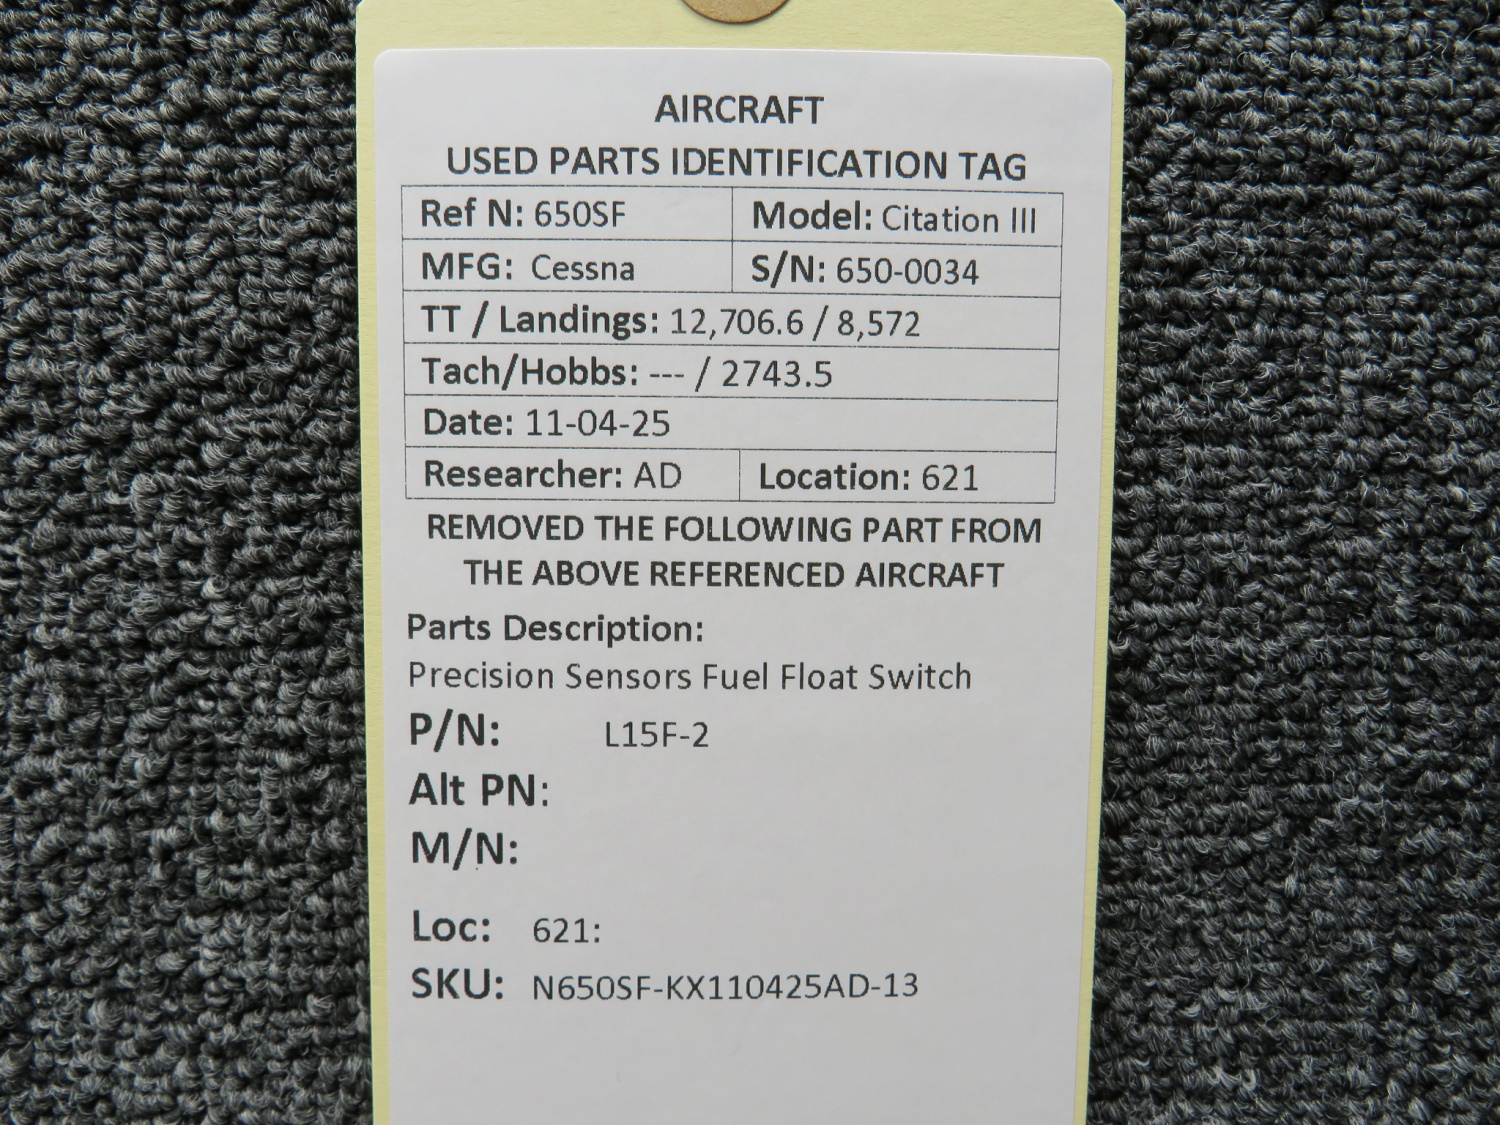 AIRCRAFT
USED PARTS IDENTIFICATION TAG
Ref N: 650SF Model: Citation III
MFG: Cessna S/N: 650-0034
TT / Landings: 12,706.6 / 8,572
Tach/Hobbs: --- / 2743.5
Date: 11-04-25
Researcher: AD Location: 621
REMOVED THE FOLLOWING PART FROM
THE ABOVE REFERENCED AIRCRAFT
Parts Description:
Precision Sensors Fuel Float Switch
P/N: L15F-2
Alt PN:
M/N:
Loc: 621:
SKU: N650SF-KX110425AD-13